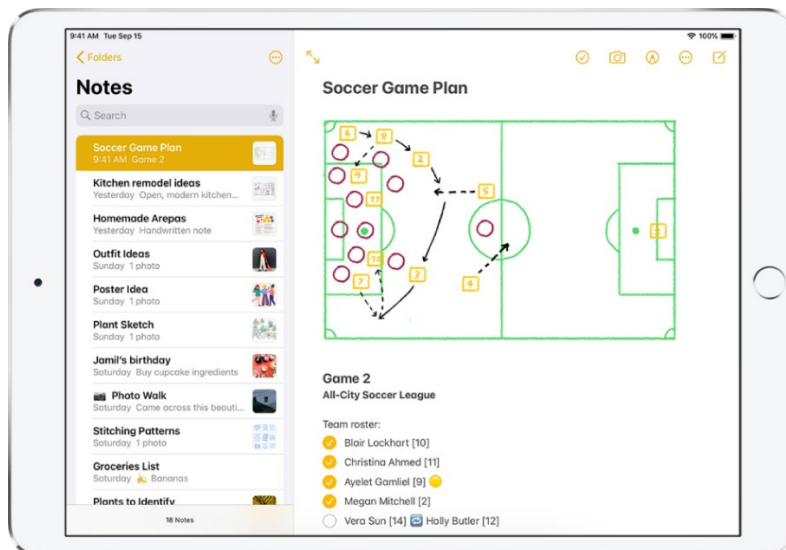 9:41 AM Tue Sep 15
100%
Folders
Notes
Search
Soccer Game Plan
9:41 AM Game 2
Kitchen remodel ideas
Yesterday Open, modern kitchen...
Homemade Arepas
Yesterday Handwritten note
Outfit Ideas
Sunday 1 photo
Poster Idea
Sunday 1 photo
Plant Sketch
Sunday 1 photo
Jamil's birthday
Saturday Buy cupcake ingredients
📷 Photo Walk
Saturday Came across this beauti...
Stitching Patterns
Saturday 1 photo
Groceries List
Saturday 🍌 Bananas
Plants to Identify
18 Notes
Soccer Game Plan
6
8
2
9
5
11
10
7
3
4
Game 2
All-City Soccer League
Team roster:
Blair Lockhart [10]
Christina Ahmed [11]
Ayelet Gamliel [9] 🟡
Megan Mitchell [2]
Vera Sun [14] 🔁 Holly Butler [12]